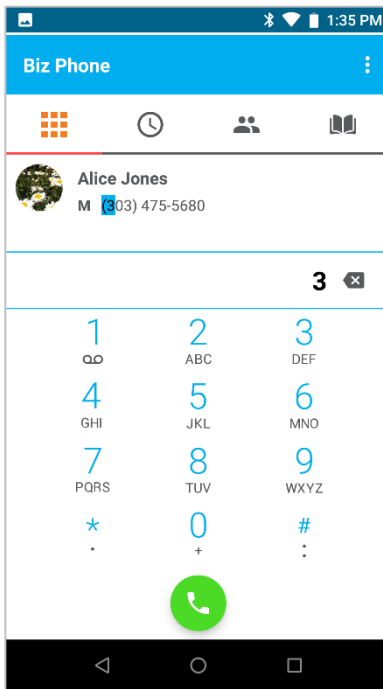 1:35 PM
Biz Phone
Alice Jones
M (303) 475-5680
3
1 2 3
ABC DEF
4 5 6
GHI JKL MNO
7 8 9
PQRS TUV WXYZ
* 0 #
. + :